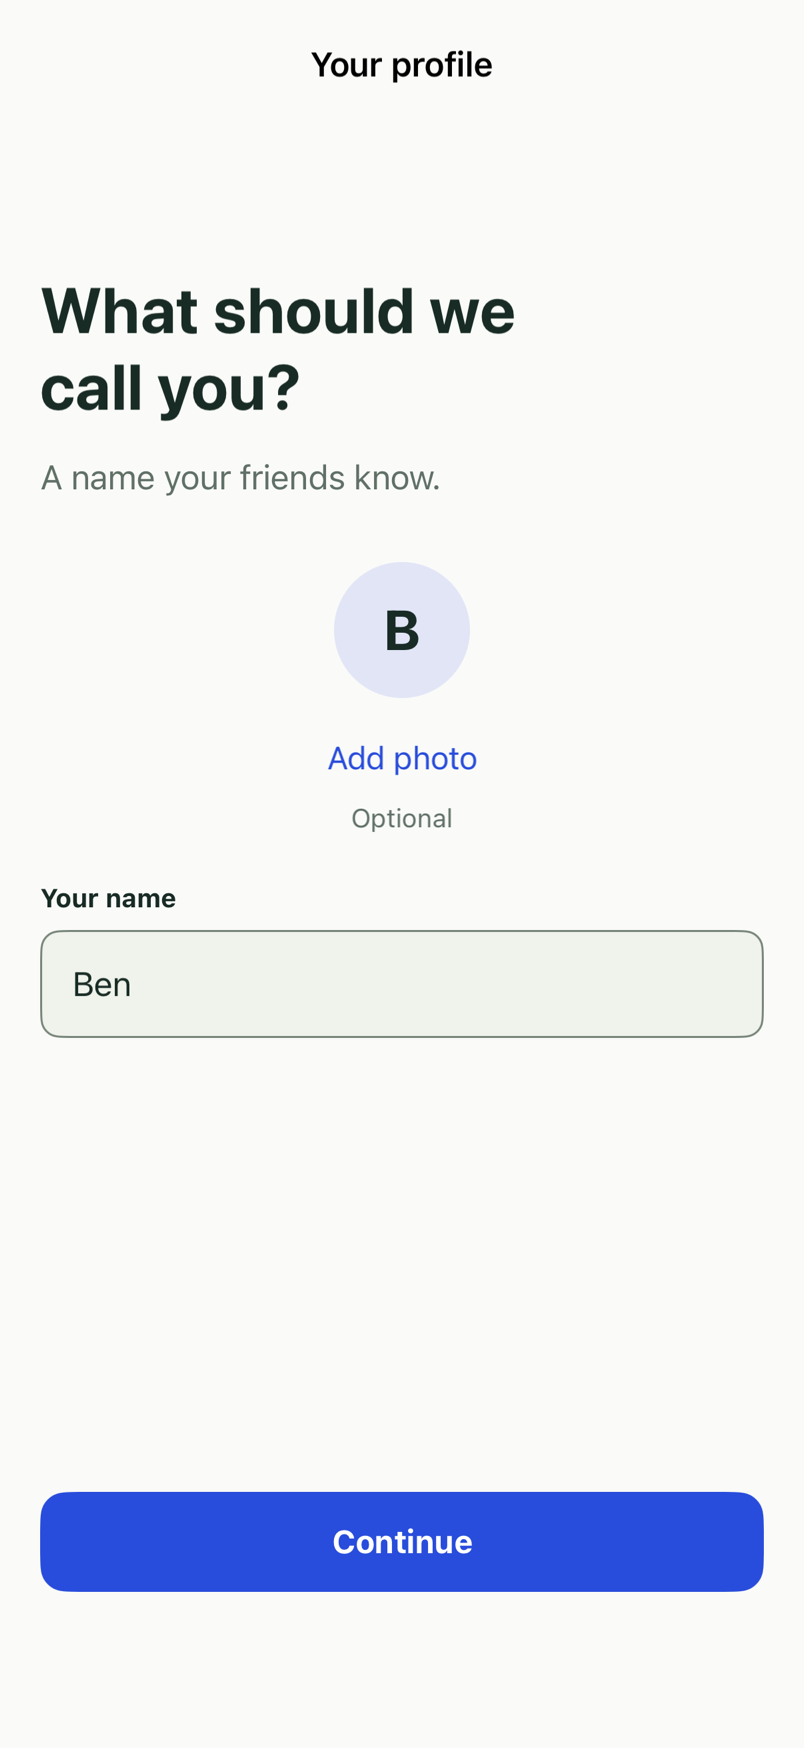 Your profile
What should we
call you?
A name your friends know.
B
Add photo
Optional
Your name
Ben
Continue